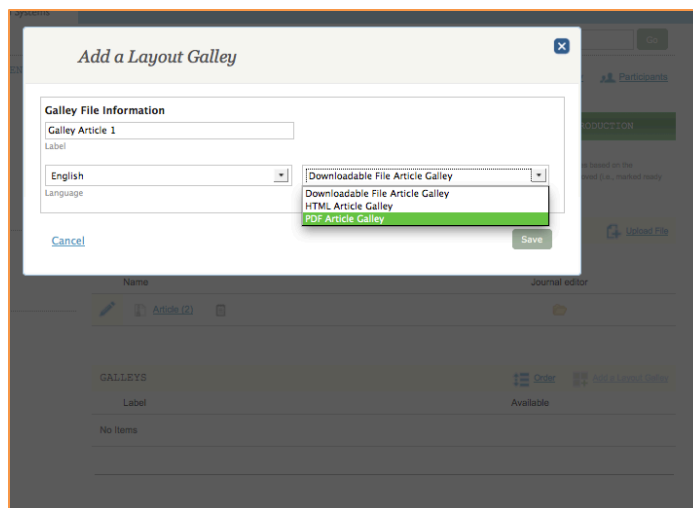 Systems
Add a Layout Galley
Go
Participants
Galley File Information
Galley Article 1
Label
English
Language
Downloadable File Article Galley
Downloadable File Article Galley
HTML Article Galley
PDF Article Galley
Cancel
Save
Upload File
Name
Journal editor
Article (2)
GALLEYS
Order
Add a Layout Galley
Label
Available
No Items